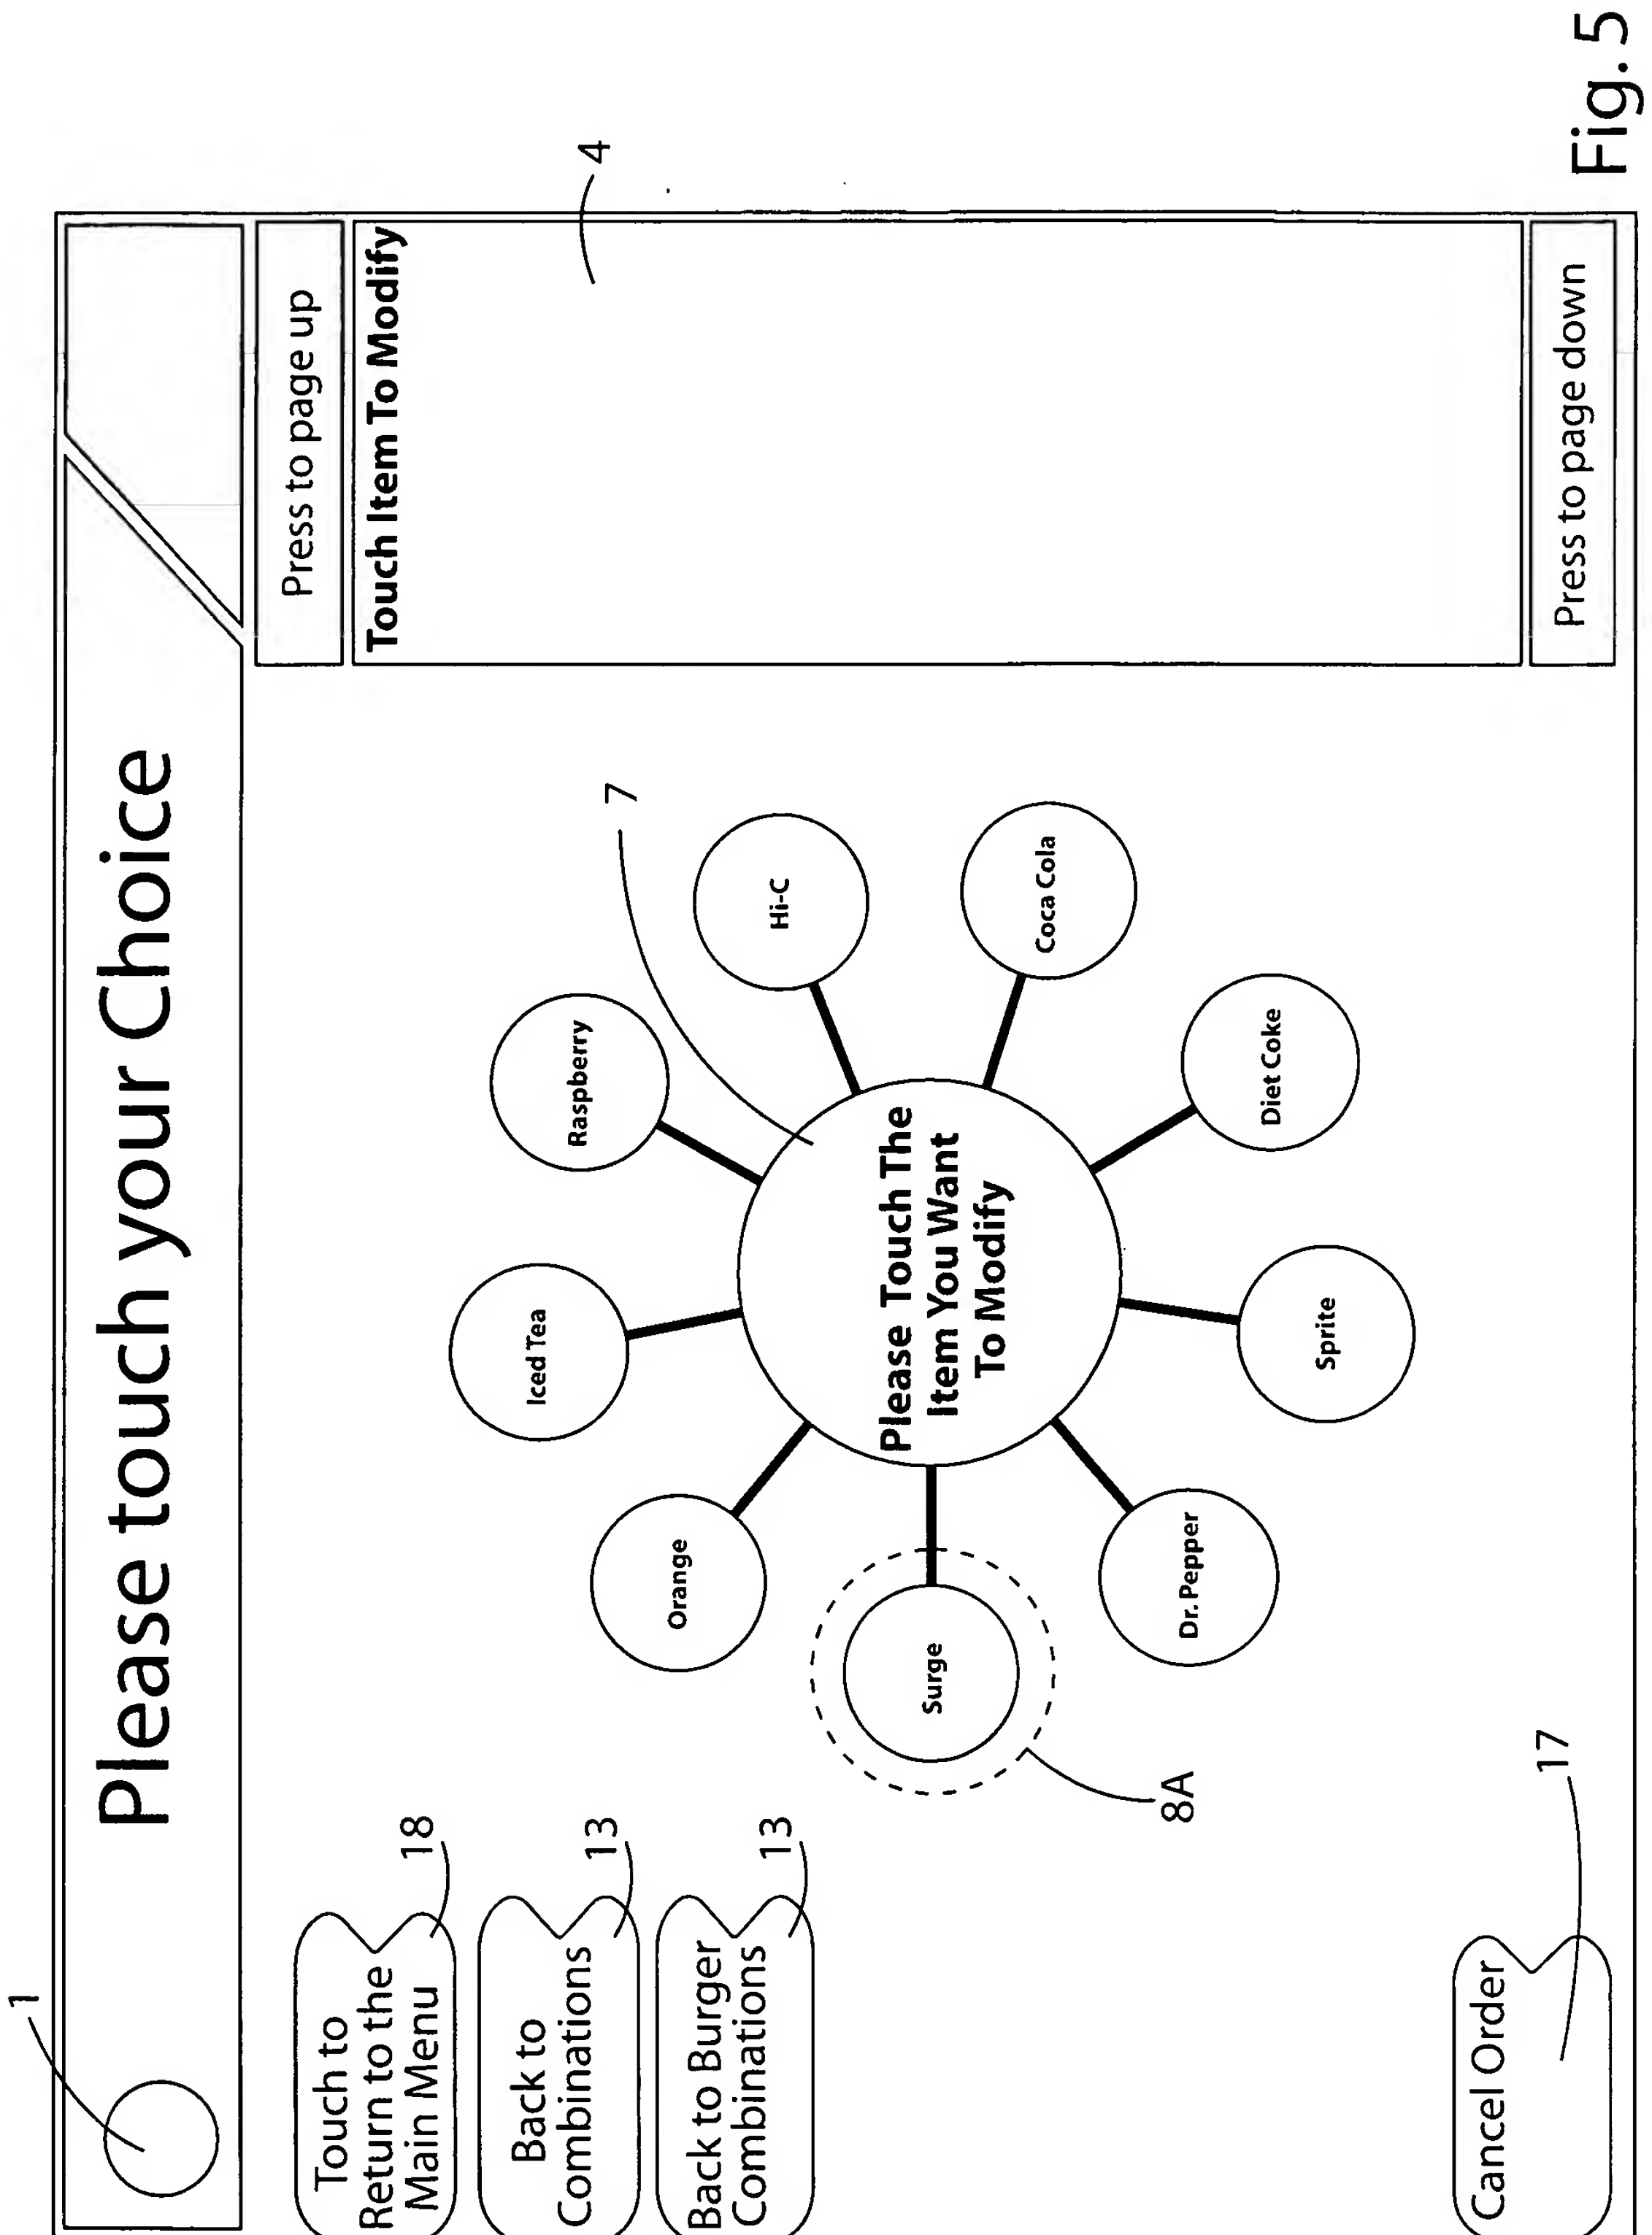 1
Please touch your Choice
Touch to
Return to the
Main Menu
18
Back to
Combinations
13
Back to Burger
Combinations
13
Cancel Order
17
Iced Tea
Raspberry
Orange
Hi-C
7
Surge
8A
Please Touch The
Item You Want
To Modify
Coca Cola
Dr. Pepper
Diet Coke
Sprite
Press to page up
Touch Item To Modify
4
Press to page down
Fig. 5